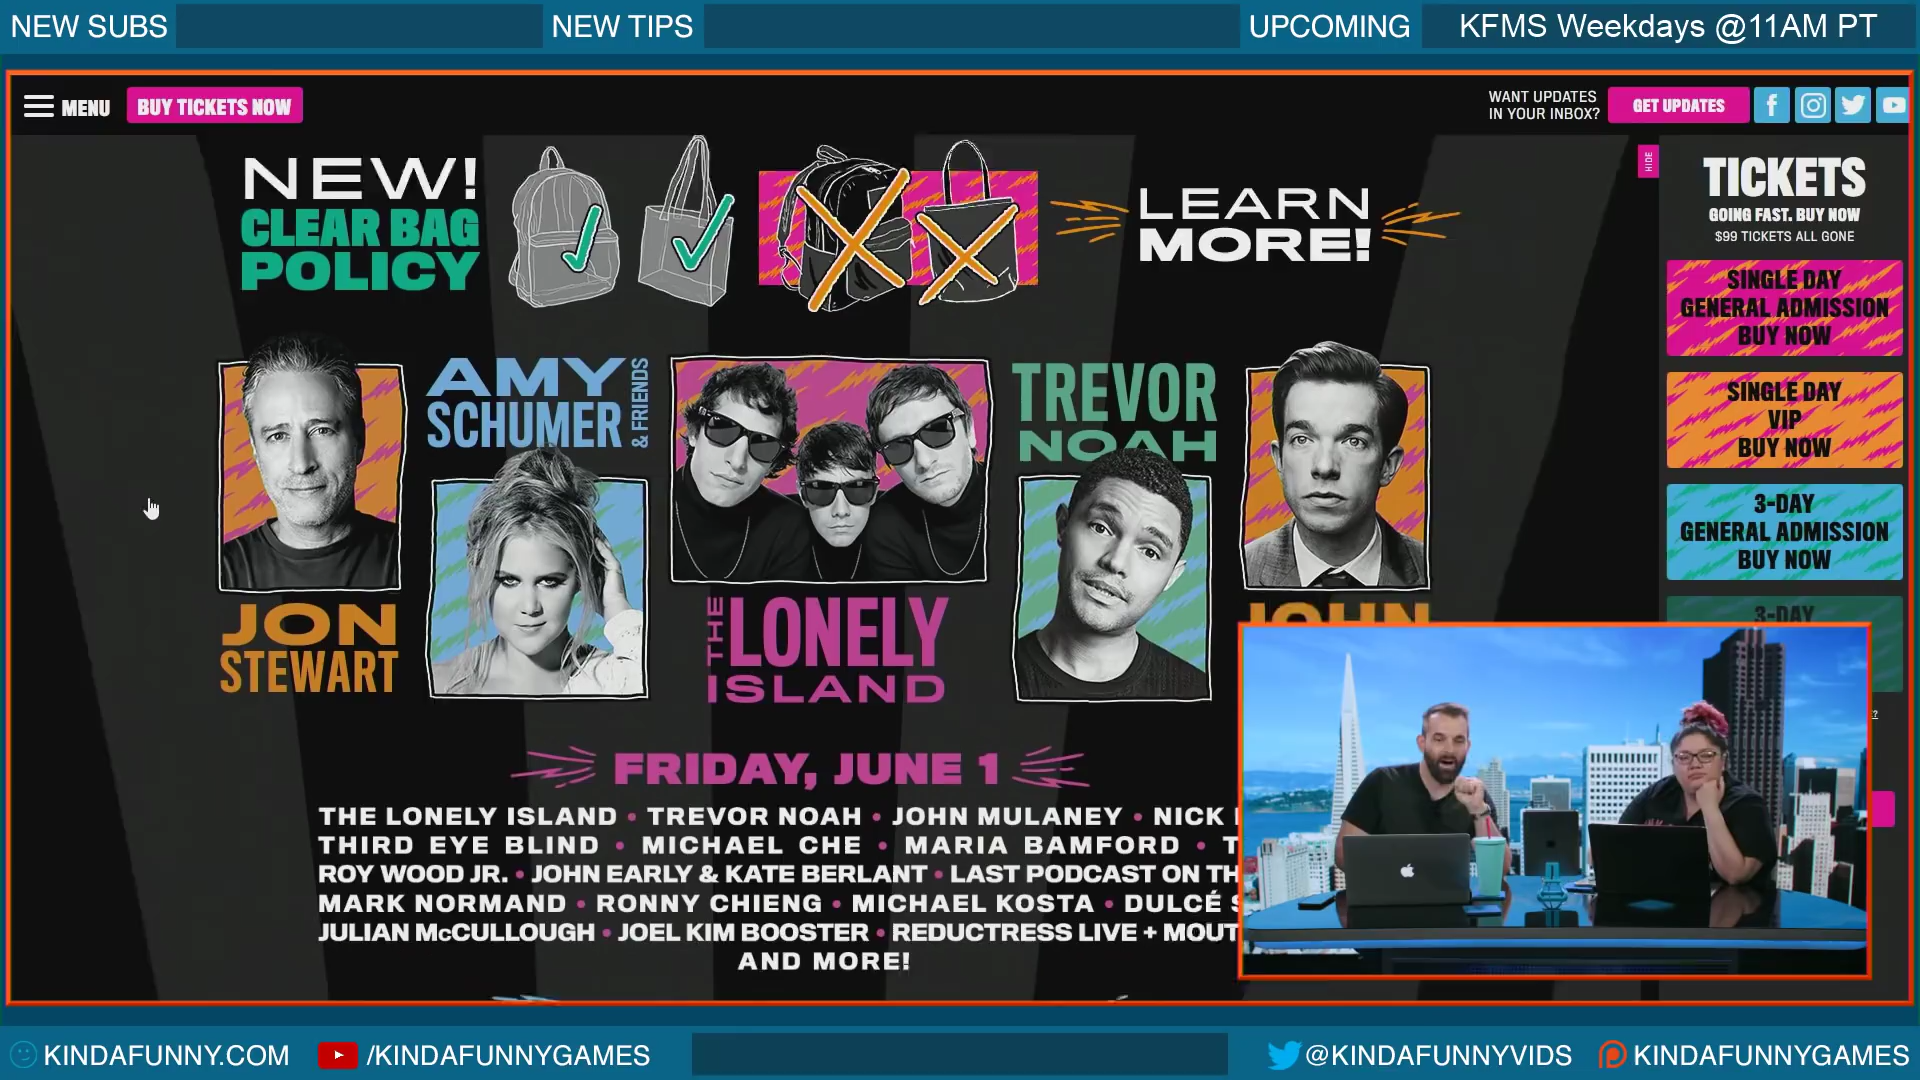 NEW SUBS
NEW TIPS
UPCOMING
KFMS Weekdays @11AM PT
MENU
BUY TICKETS NOW
WANT UPDATES
IN YOUR INBOX?
GET UPDATES
NEW!
CLEAR BAG
POLICY
LEARN
MORE!
HIDE
TICKETS
GOING FAST. BUY NOW
$99 TICKETS ALL GONE
SINGLE DAY
GENERAL ADMISSION
BUY NOW
SINGLE DAY
VIP
BUY NOW
3-DAY
GENERAL ADMISSION
BUY NOW
3-DAY
AMY
SCHUMER
& FRIENDS
TREVOR
NOAH
JON
STEWART
THE LONELY
ISLAND
JOHN
FRIDAY, JUNE 1
THE LONELY ISLAND • TREVOR NOAH • JOHN MULANEY • NICK
THIRD EYE BLIND • MICHAEL CHE • MARIA BAMFORD •
ROY WOOD JR. • JOHN EARLY & KATE BERLANT • LAST PODCAST ON TH
MARK NORMAND • RONNY CHIENG • MICHAEL KOSTA • DULCÉ
JULIAN McCULLOUGH • JOEL KIM BOOSTER • REDUCTRESS LIVE + MOUT
AND MORE!
KINDAFUNNY.COM
/KINDAFUNNYGAMES
@KINDAFUNNYVIDS
KINDAFUNNYGAMES